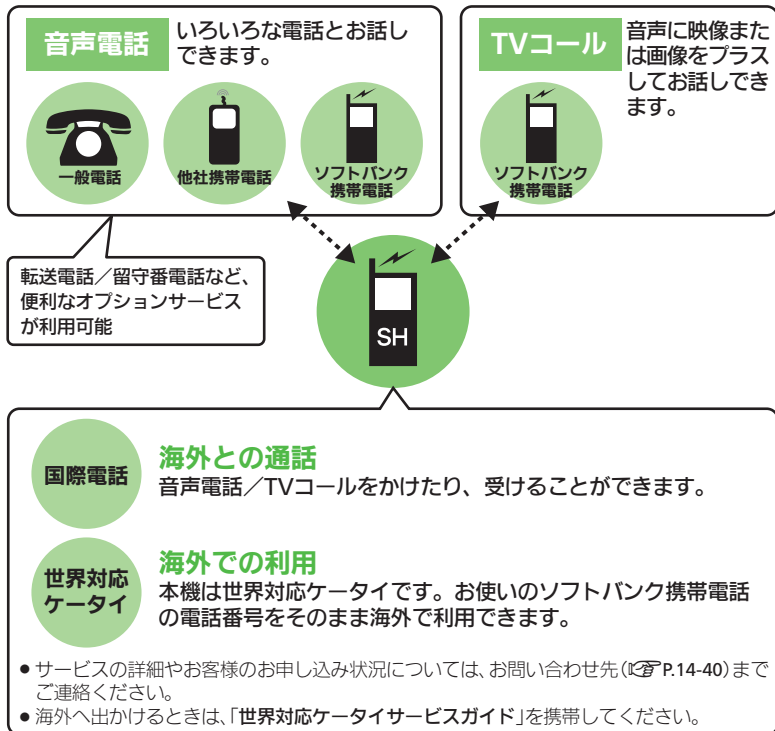 音声電話
いろいろな電話とお話し
できます。
一般電話
他社携帯電話
ソフトバンク
携帯電話
転送電話／留守番電話など、
便利なオプションサービス
が利用可能
TVコール
音声に映像また
は画像をプラス
してお話しでき
ます。
ソフトバンク
携帯電話
SH
国際電話
海外との通話
音声電話／TVコールをかけたり、受けることができます。
世界対応
ケータイ
海外での利用
本機は世界対応ケータイです。お使いのソフトバンク携帯電話
の電話番号をそのまま海外で利用できます。
● サービスの詳細やお客様のお申し込み状況については、お問い合わせ先(☞P.14-40)まで
ご連絡ください。
● 海外へ出かけるときは、「世界対応ケータイサービスガイド」を携帯してください。